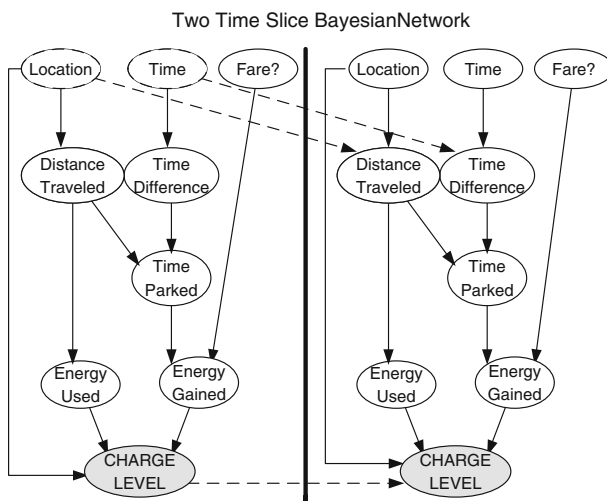 Two Time Slice BayesianNetwork
Location
Time
Fare?
Location
Time
Fare?
Distance
Traveled
Time
Difference
Distance
Traveled
Time
Difference
Time
Parked
Time
Parked
Energy
Used
Energy
Gained
Energy
Used
Energy
Gained
CHARGE
LEVEL
CHARGE
LEVEL